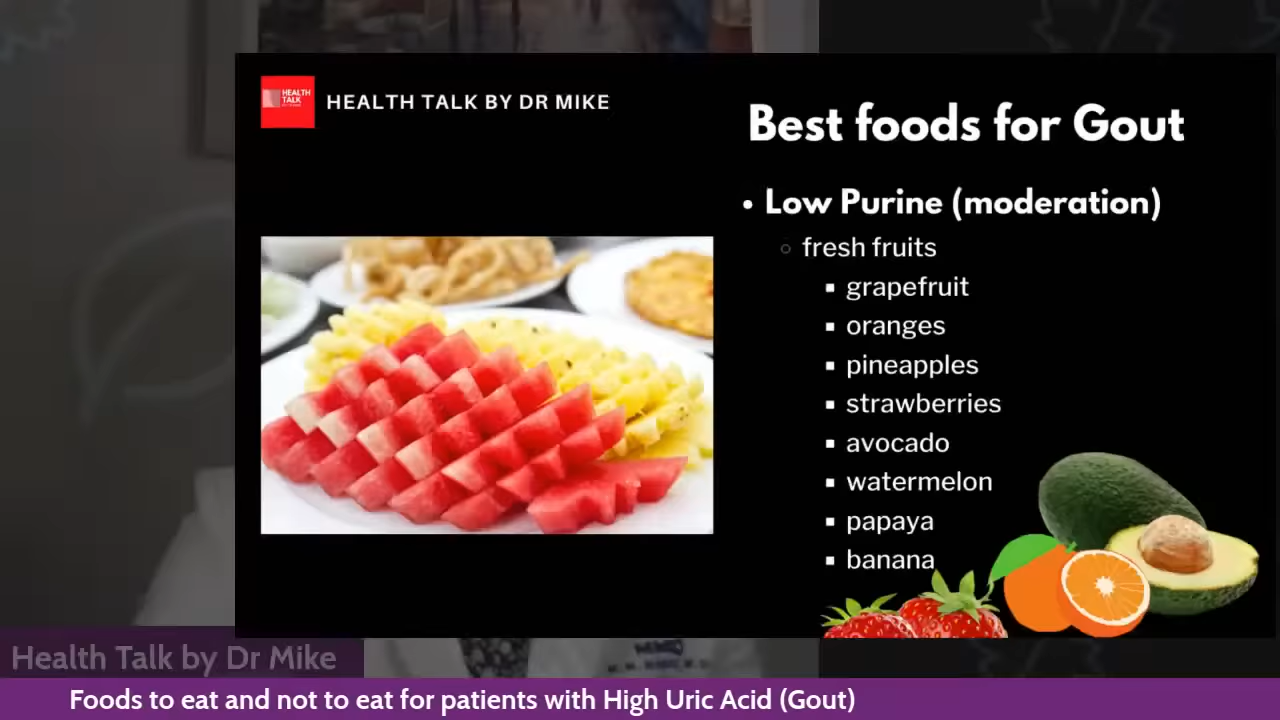 HEALTH
TALK
HEALTH TALK BY DR MIKE
Best foods for Gout
Low Purine (moderation)
fresh fruits
grapefruit
oranges
pineapples
strawberries
avocado
watermelon
papaya
banana
Health Talk by Dr Mike
Foods to eat and not to eat for patients with High Uric Acid (Gout)